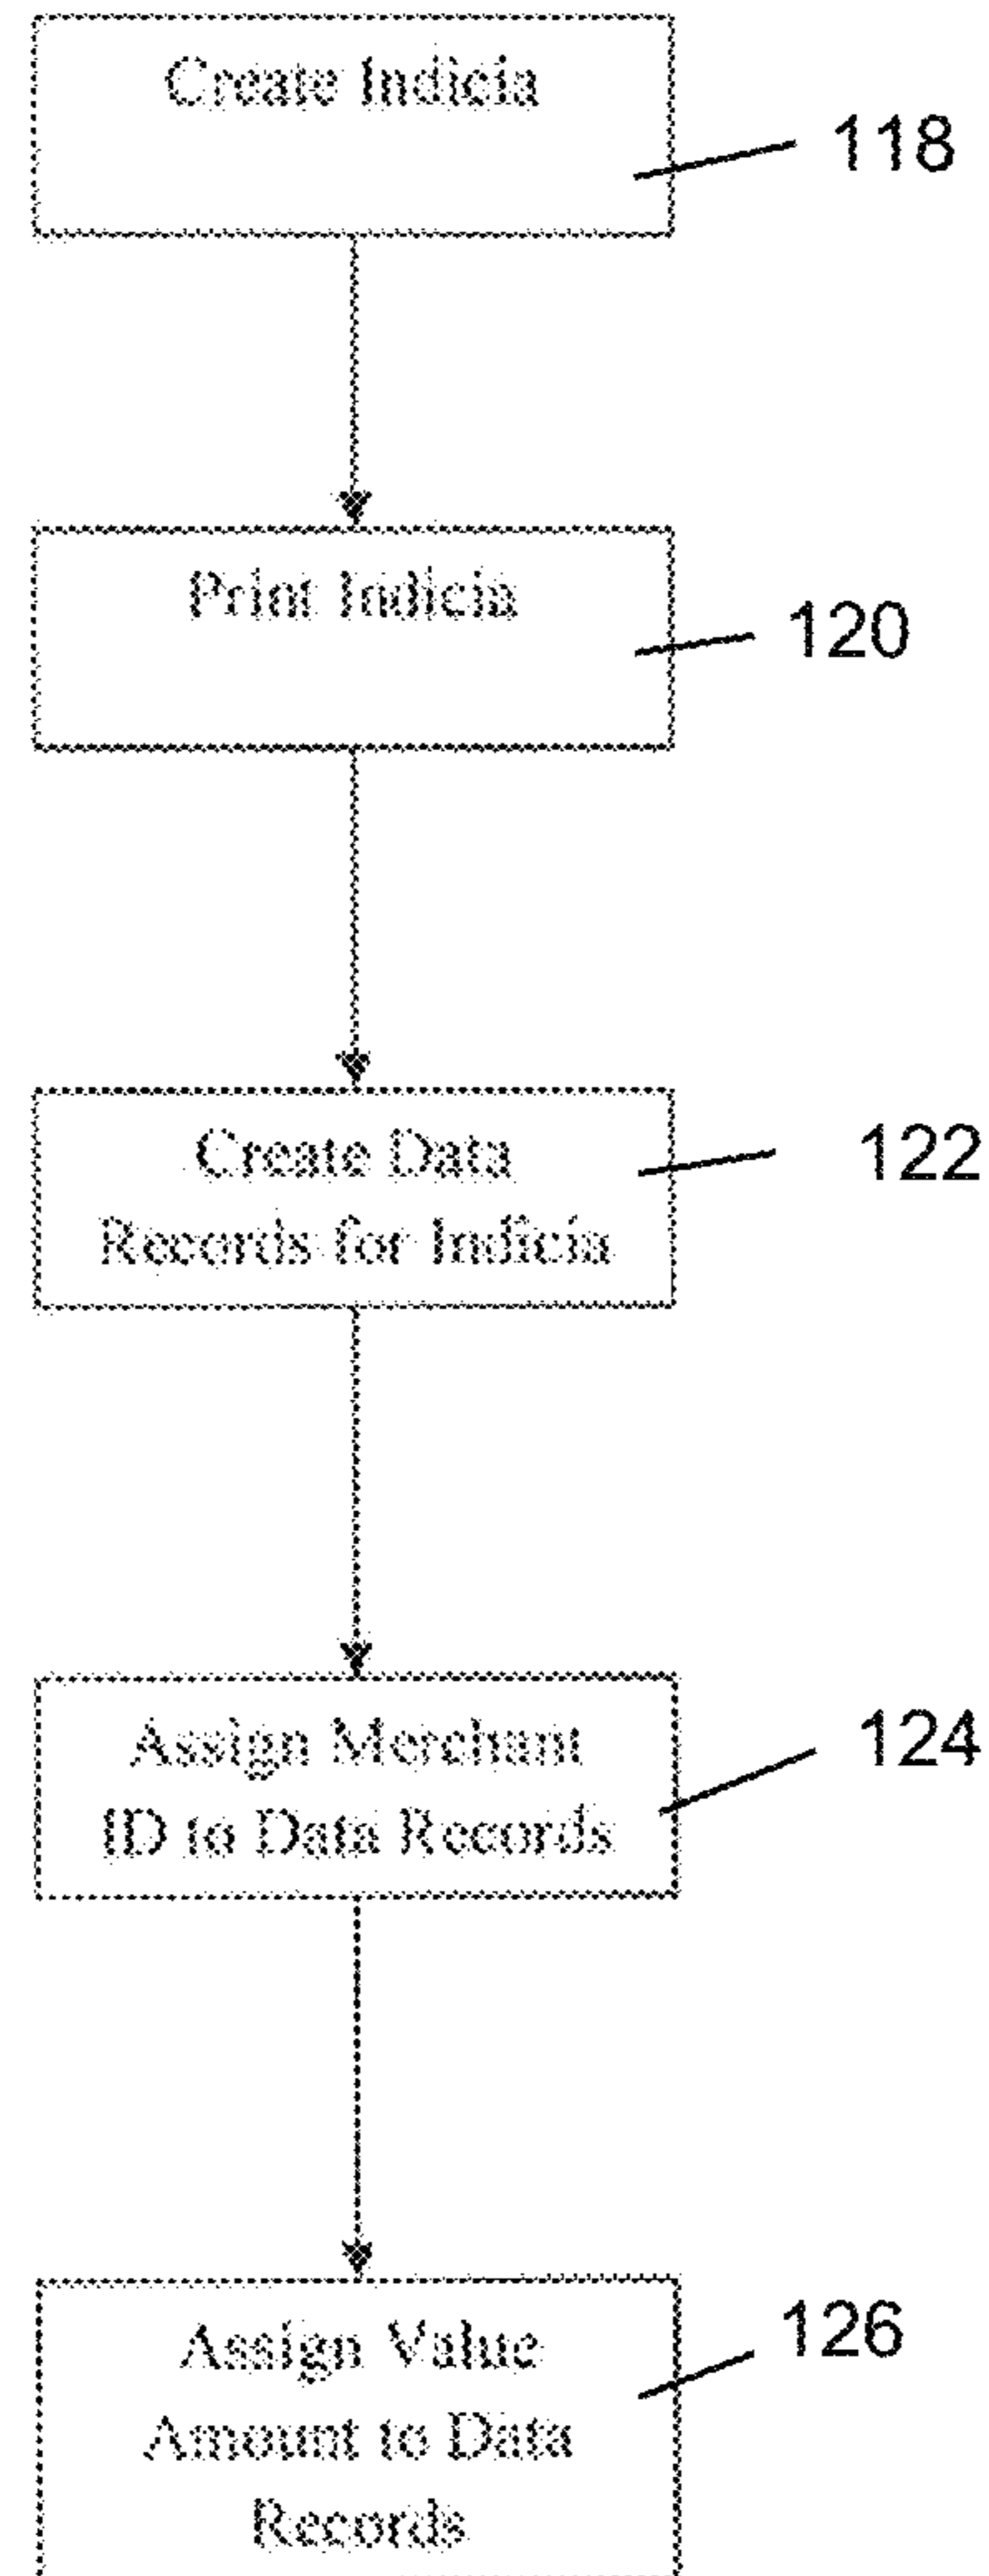 Create Indicia
118
Print Indicia
120
Create Data
122
Records for Indicia
Assign Merchant
124
ID to Data Records
Assign Value
126
Amount to Data
Records